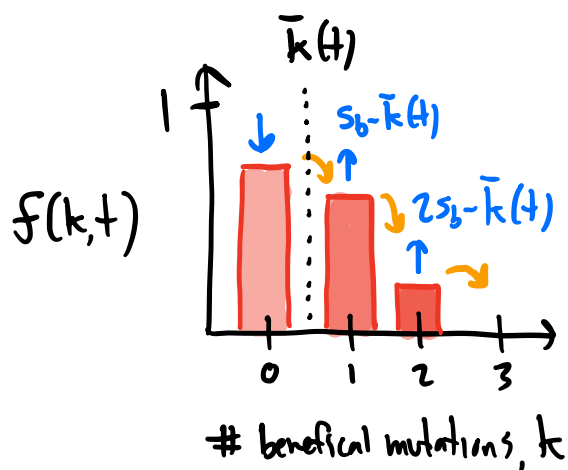 k̄(t)
1
s_b-k̄(t)
f(k,t)
2s_b-k̄(t)
0 1 2 3
# benefical mutations, k